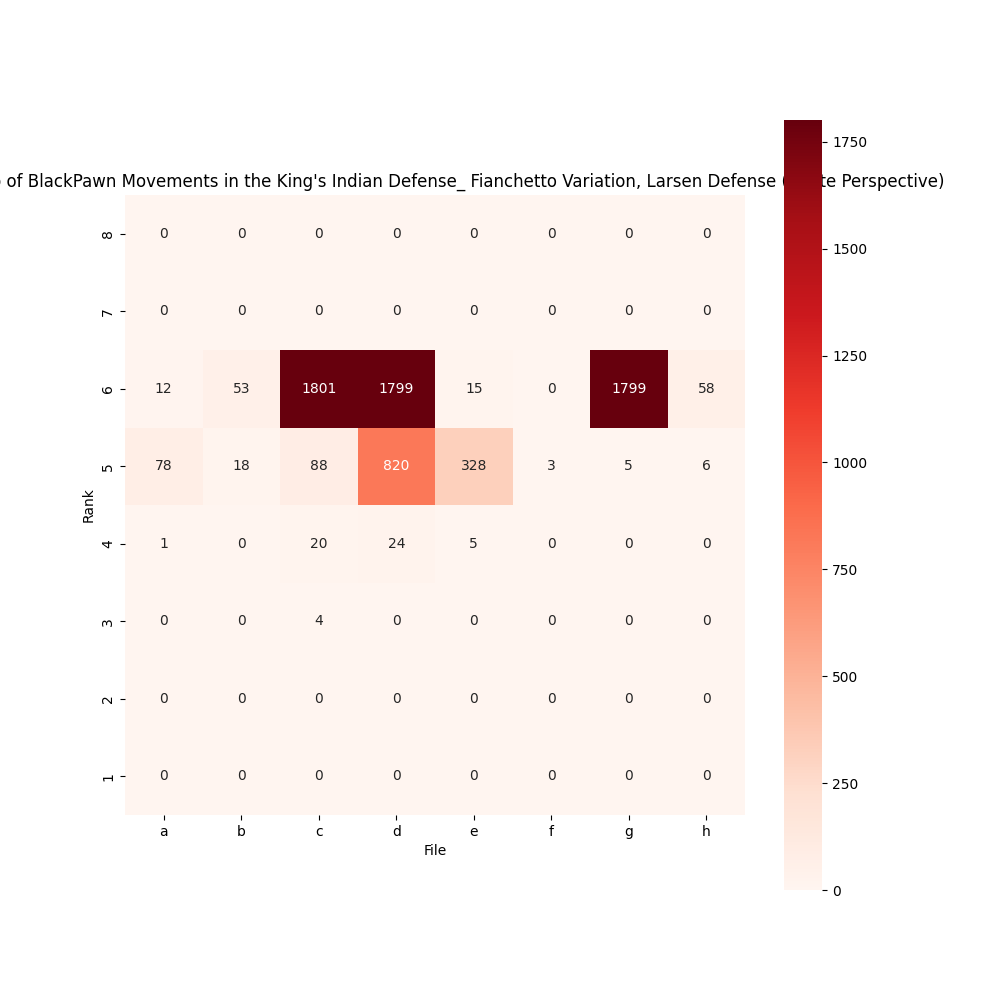 of BlackPawn Movements in the King's Indian Defense_ Fianchetto Variation, Larsen Defense Perspective)
8 0 0 0 0 0 0 0 0
7 0 0 0 0 0 0 0 0
6 12 53 1801 1799 15 0 1799 58
5 78 18 88 820 328 3 5 6
4 1 0 20 24 5 0 0 0
3 0 0 4 0 0 0 0 0
2 0 0 0 0 0 0 0 0
1 0 0 0 0 0 0 0 0
a b c d e f g h
File
Rank
1750
1500
1250
1000
750
500
250
0